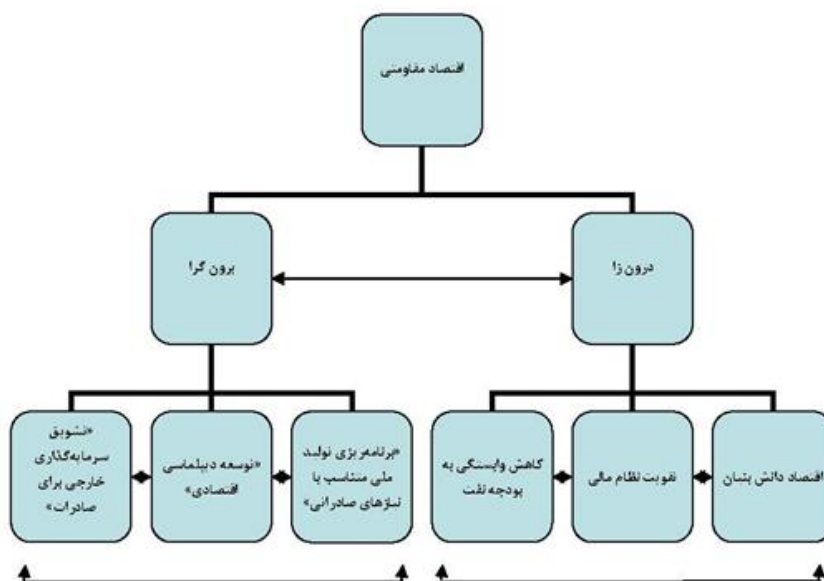 اقتصاد مقاومتی
درون زا
برون گرا
اقتصاد دانش بنیان
تقویت نظام مالی
کاهش وابستگی به
بودجه نفت
«برنامه‌ریزی تولید
ملی متناسب با
نیازهای صادراتی»
«توسعه دیپلماسی
اقتصادی»
«تشویق
سرمایه‌گذاری
خارجی برای
صادرات»